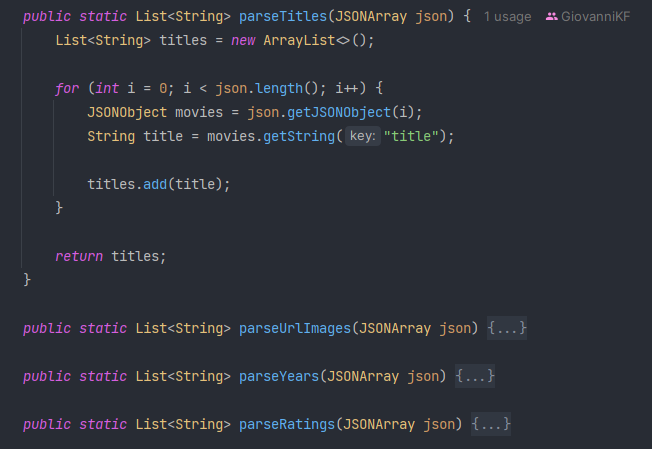 public static List<String> parseTitles(JSONArray json) { 1 usage GiovanniKF
List<String> titles = new ArrayList<>();
for (int i = 0; i < json.length(); i++) {
JSONObject movies = json.getJSONObject(i);
String title = movies.getString( key: "title");
titles.add(title);
}
return titles;
}
public static List<String> parseUrlImages(JSONArray json) {...}
public static List<String> parseYears(JSONArray json) {...}
public static List<String> parseRatings(JSONArray json) {...}